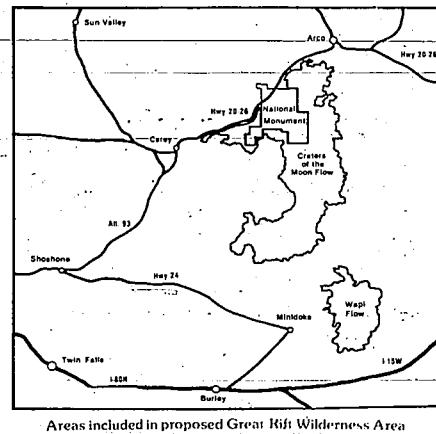 Sun Valley
Arco
Hwy 20-26
Hwy 20-26
National
Monument
Carey
Craters
of the
Moon Flow
Alt. 93
Shoshone
Hwy 24
Wapi
Flow
Minidoka
Twin Falls
I-80N
I-15W
Burley
Areas included in proposed Great Rift Wilderness Area